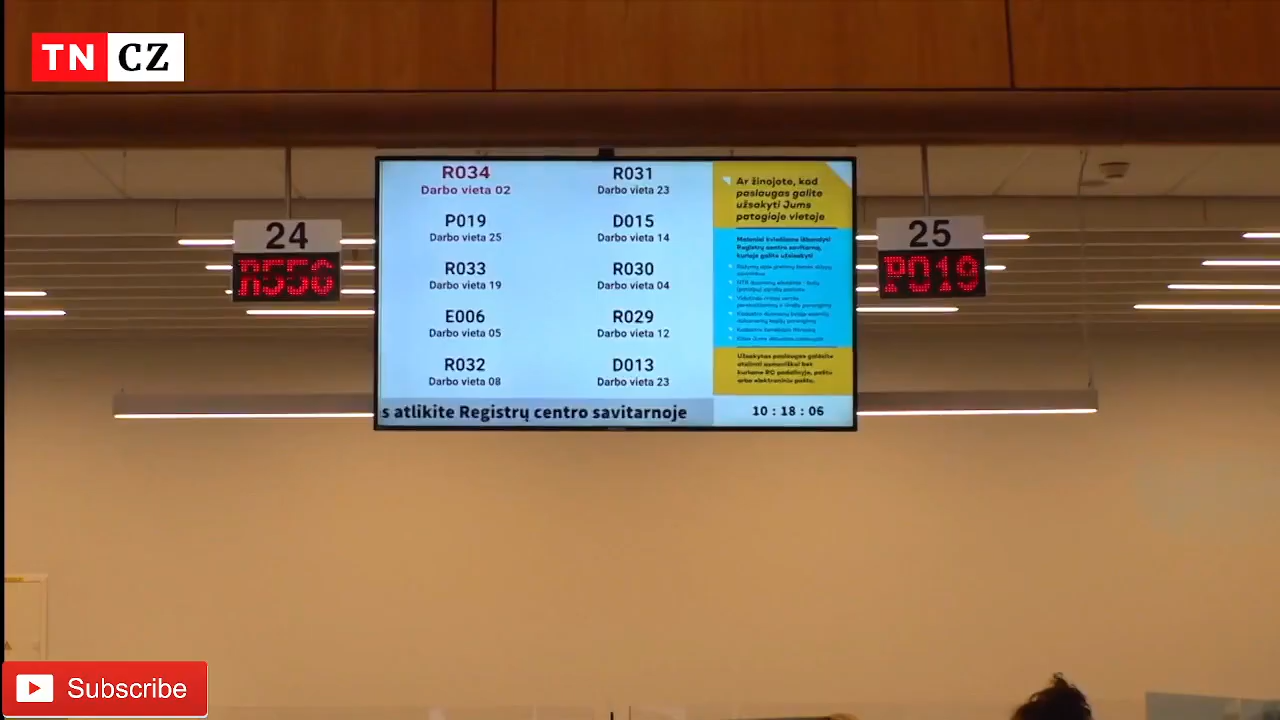 TN CZ
24
R556
R034
Darbo vieta 02
P019
Darbo vieta 25
R033
Darbo vieta 19
E006
Darbo vieta 05
R032
Darbo vieta 08
R031
Darbo vieta 23
D015
Darbo vieta 14
R030
Darbo vieta 04
R029
Darbo vieta 12
D013
Darbo vieta 23
Ar žinojote, kad
paslaugas galite
užsakyti Jums
patogioje vietoje
s atlikite Registrų centro savitarnoje
10 : 18 : 06
25
P019
Subscribe